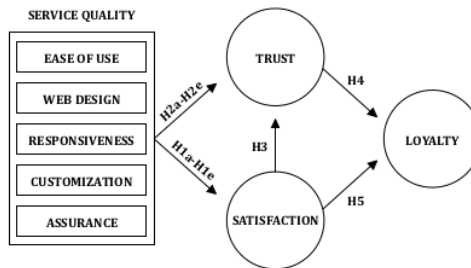 SERVICE QUALITY
EASE OF USE
WEB DESIGN
RESPONSIVENESS
CUSTOMIZATION
ASSURANCE
H2a-H2e
H1a-H1e
TRUST
H3
SATISFACTION
H4
H5
LOYALTY